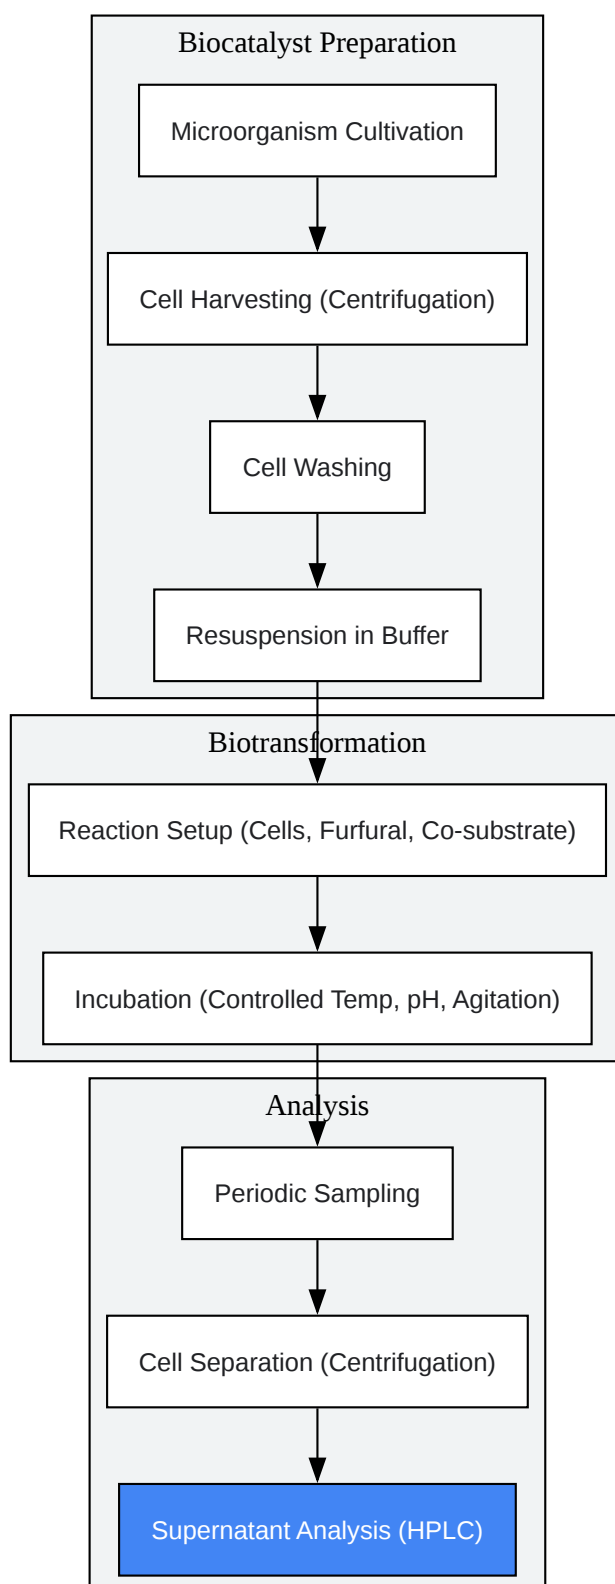 Biocatalyst Preparation
Microorganism Cultivation
Cell Harvesting (Centrifugation)
Cell Washing
Resuspension in Buffer
Biotransformation
Reaction Setup (Cells, Furfural, Co-substrate)
Incubation (Controlled Temp, pH, Agitation)
Analysis
Periodic Sampling
Cell Separation (Centrifugation)
Supernatant Analysis (HPLC)